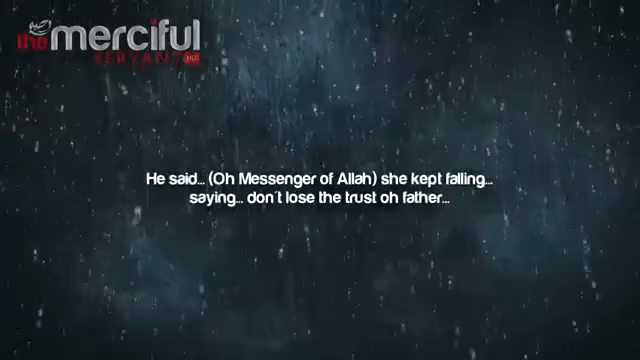 the merciful
SERVANT HD
He said... (Oh Messenger of Allah) she kept falling...
saying... don't lose the trust oh father...